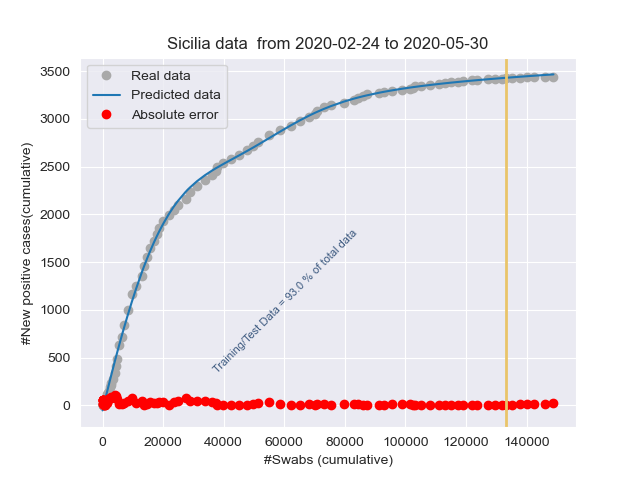 Sicilia data  from 2020-02-24 to 2020-05-30
Real data
Predicted data
Absolute error
#New positive cases(cumulative)
3500
3000
2500
2000
1500
1000
500
0
Training/Test Data = 93.0 % of total data
0 20000 40000 60000 80000 100000 120000 140000
#Swabs (cumulative)